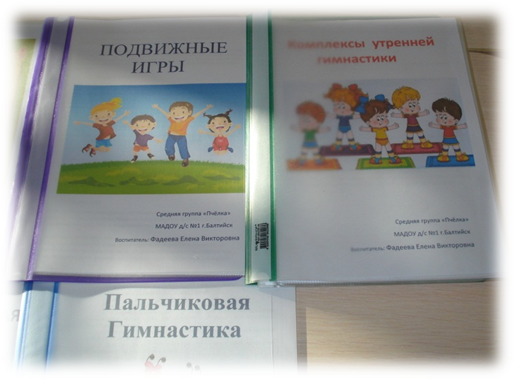 ПОДВИЖНЫЕ
ИГРЫ
Средняя группа «Пчёлка»
МАДОУ д/с №1 г.Балтийск
Воспитатель: Фадеева Елена Викторовна
Комплексы утренней
гимнастики
Средняя группа «Пчёлка»
МАДОУ д/с №1 г.Балтийск
Воспитатель: Фадеева Елена Викторовна
Пальчиковая
Гимнастика